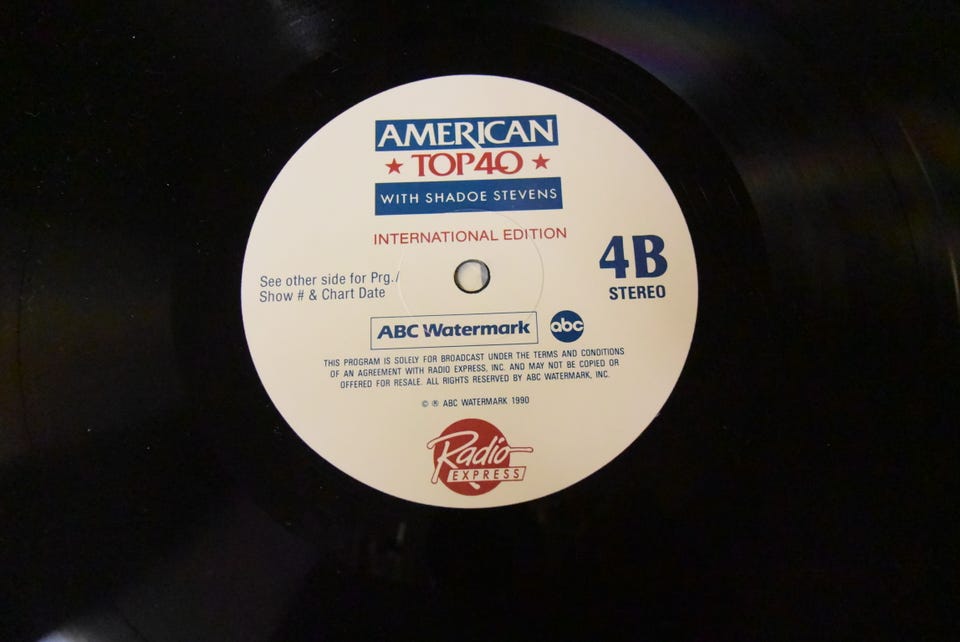 AMERICAN
★ TOP 40 ★
WITH SHADOE STEVENS
INTERNATIONAL EDITION
4B
STEREO
See other side for Prg./
Show # & Chart Date
ABC Watermark
abc
THIS PROGRAM IS SOLELY FOR BROADCAST UNDER THE TERMS AND CONDITIONS
OF AN AGREEMENT WITH RADIO EXPRESS, INC. AND MAY NOT BE COPIED OR
OFFERED FOR RESALE. ALL RIGHTS RESERVED BY ABC WATERMARK, INC.
© ℗ ABC WATERMARK 1990
Radio
EXPRESS